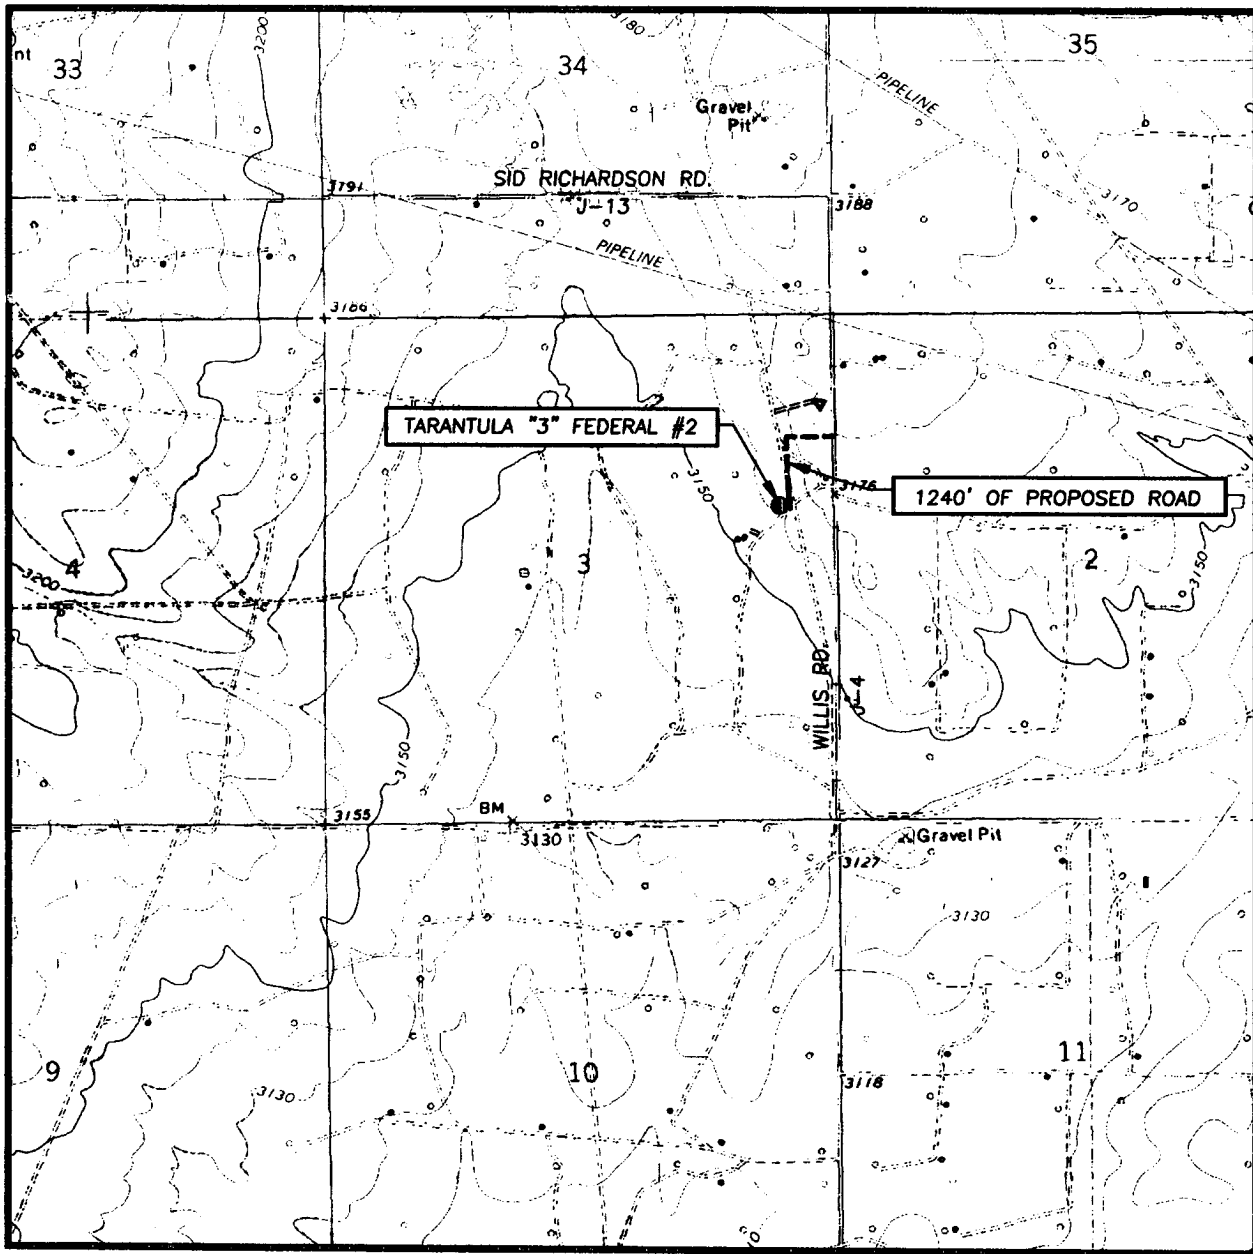 3180
3200
nt
33
34
35
PIPELINE
Gravel
Pit
SID RICHARDSON RD.
3191
J-13
3188
3170
PIPELINE
3186
TARANTULA "3" FEDERAL #2
3150
3176
1240' OF PROPOSED ROAD
3200
4
3
2
3150
WILLIS RD.
J-4
3150
3155
BM
3130
Gravel Pit
3127
3130
9
10
11
3118
3130